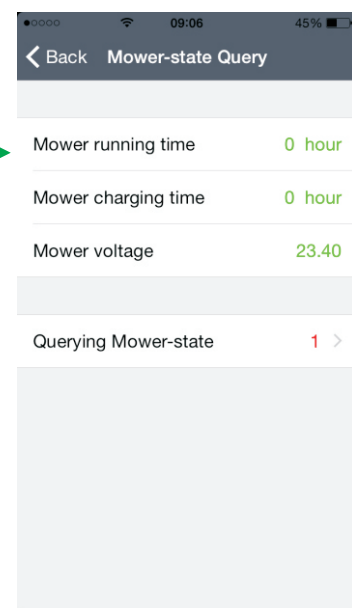 09:06 45%
Back Mower-state Query
Mower running time 0 hour
Mower charging time 0 hour
Mower voltage 23.40
Querying Mower-state 1